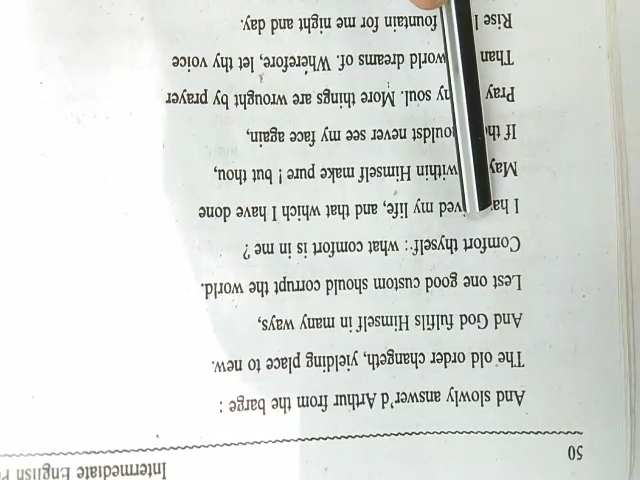 50
Intermediate English
And slowly answer'd Arthur from the barge :
The old order changeth, yielding place to new.
And God fulfils Himself in many ways,
Lest one good custom should corrupt the world.
Comfort thyself : what comfort is in me ?
I ha ived my life, and that which I have done
May within Himself make pure ! but thou,
If th ouldst never see my face again,
Pray y soul. More things are wrought by prayer
Than world dreams of. Wherefore, let thy voice
Rise l fountain for me night and day.